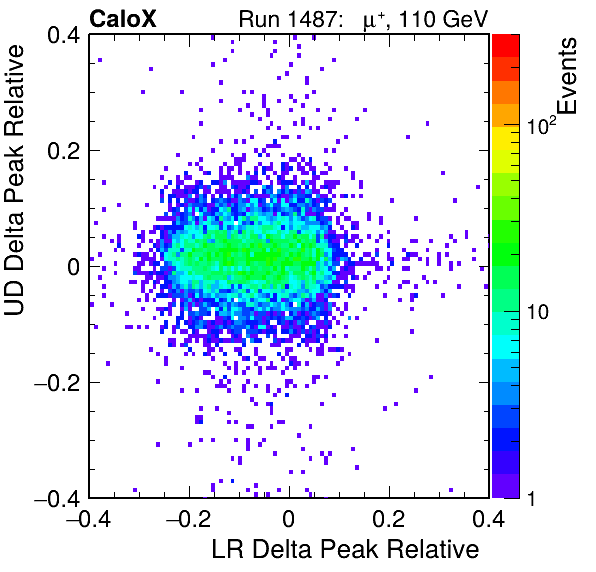 CaloX Run 1487: μ⁺, 110 GeV
UD Delta Peak Relative
0.4
0.2
0
−0.2
−0.4
−0.4 −0.2 0 0.2 0.4
LR Delta Peak Relative
Events
10²
10
1